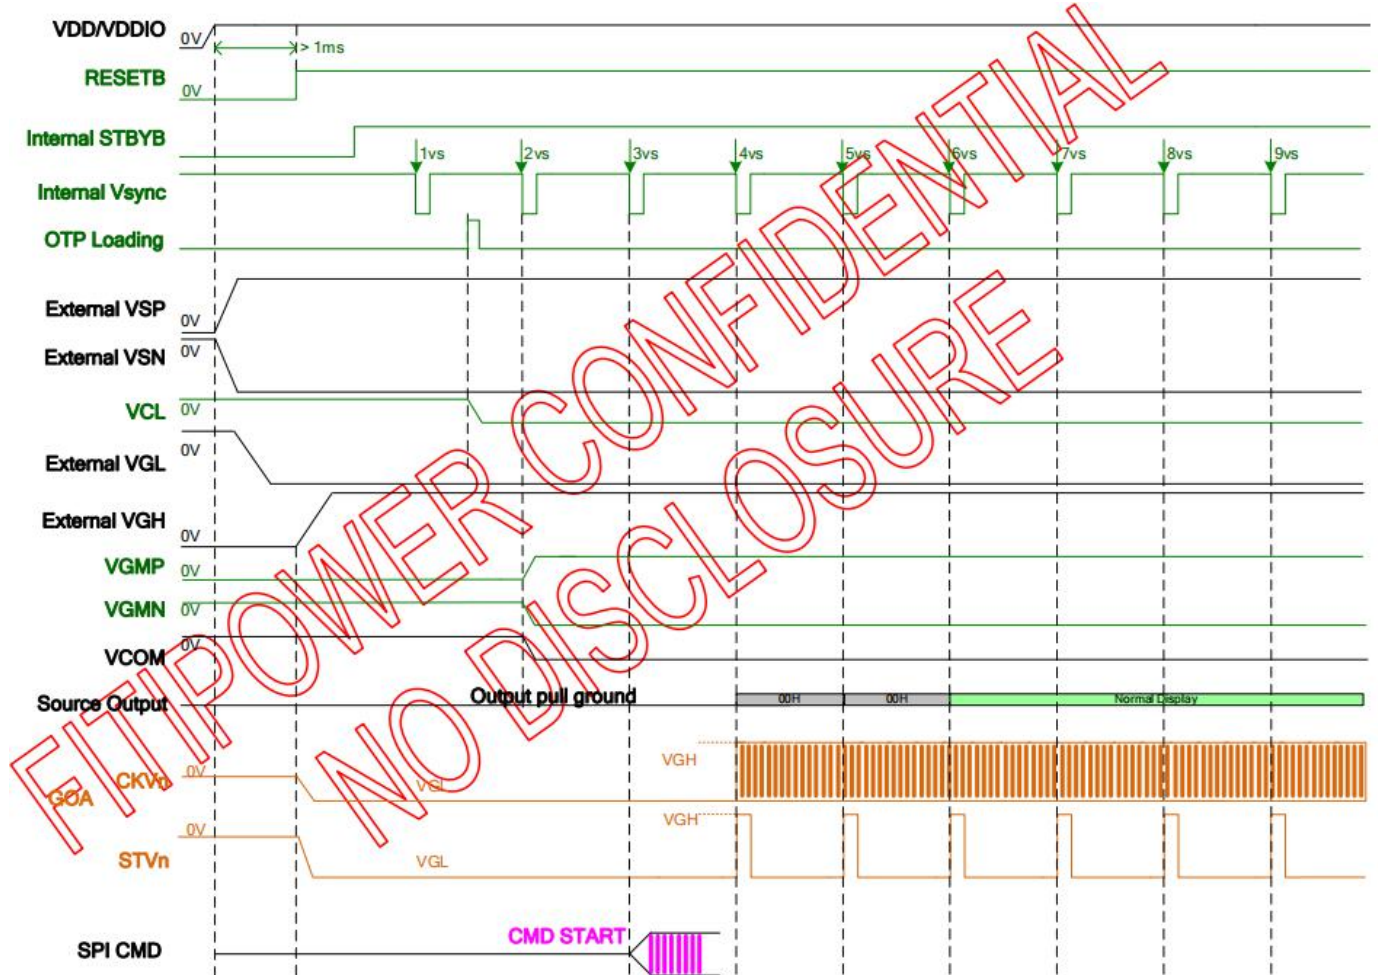 VDD/VDDIO
0V
> 1ms
RESETB
0V
Internal STBYB
1vs 2vs 3vs 4vs 5vs 6vs 7vs 8vs 9vs
Internal Vsync
OTP Loading
External VSP
0V
External VSN
0V
VCL
0V
External VGL
0V
External VGH
0V
VGMP
0V
VGMN
0V
VCOM
0V
Source Output
Output pull ground
00H 00H Normal Display
GOA
CKVn
0V
VGL
VGH
STVn
0V
VGL
VGH
SPI CMD
CMD START
FITIPOWER CONFIDENTIAL
NO DISCLOSURE